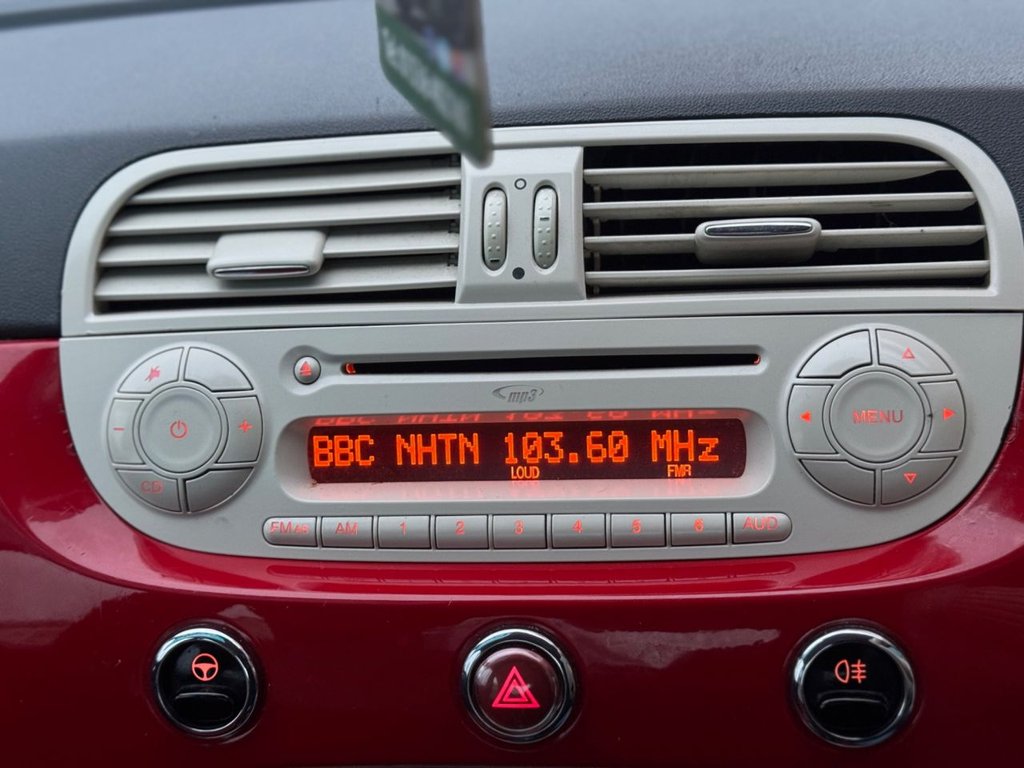 mp3
BBC NHTN 103.60 MHz
LOUD FMR
CD
MENU
FM AS AM 1 2 3 4 5 6 AUD